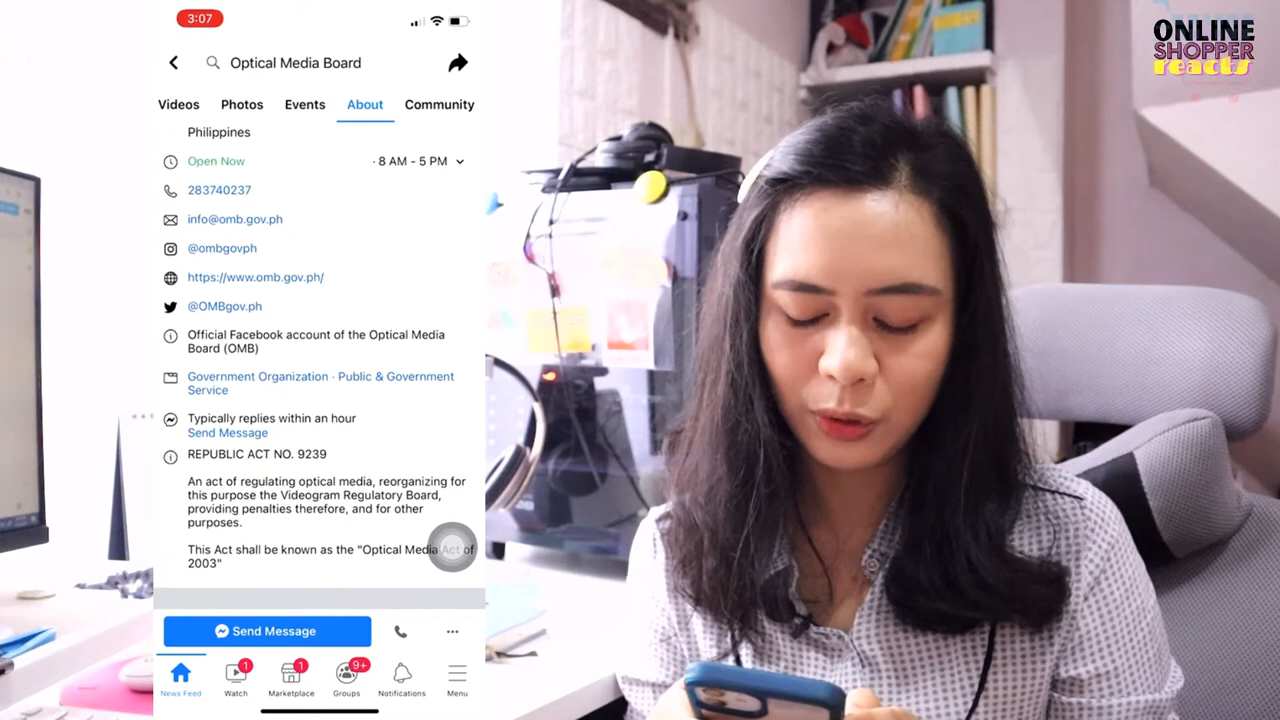 3:07
Optical Media Board
Videos
Photos
Events
About
Community
Philippines
Open Now
· 8 AM - 5 PM
283740237
info@omb.gov.ph
@ombgovph
https://www.omb.gov.ph/
@OMBgov.ph
Official Facebook account of the Optical Media
Board (OMB)
Government Organization · Public & Government
Service
Typically replies within an hour
Send Message
REPUBLIC ACT NO. 9239
An act of regulating optical media, reorganizing for
this purpose the Videogram Regulatory Board,
providing penalties therefore, and for other
purposes.
This Act shall be known as the "Optical Media Act of
2003"
Send Message
1
1
9+
News Feed
Watch
Marketplace
Groups
Notifications
Menu
ONLINE
SHOPPER
reacts